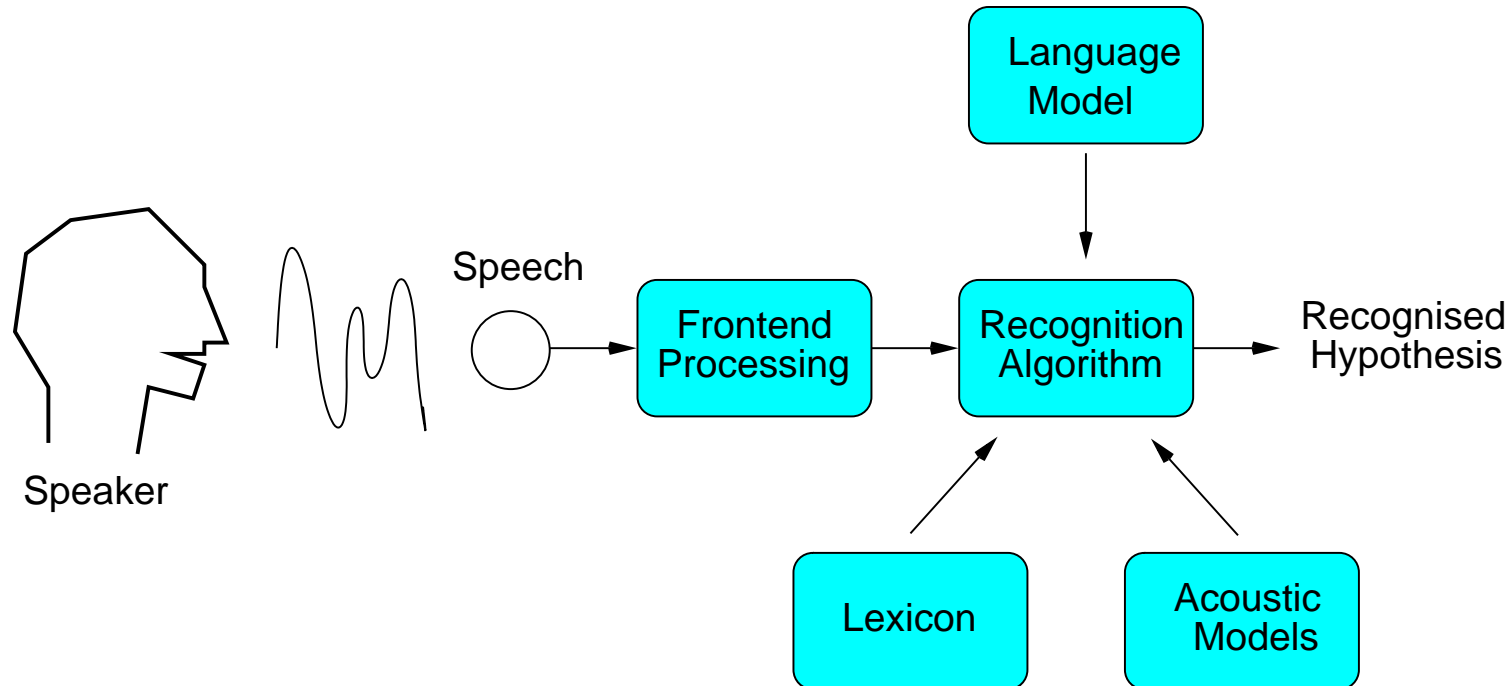 Language
Model
Speech
Frontend
Processing
Recognition
Algorithm
Recognised
Hypothesis
Speaker
Lexicon
Acoustic
Models